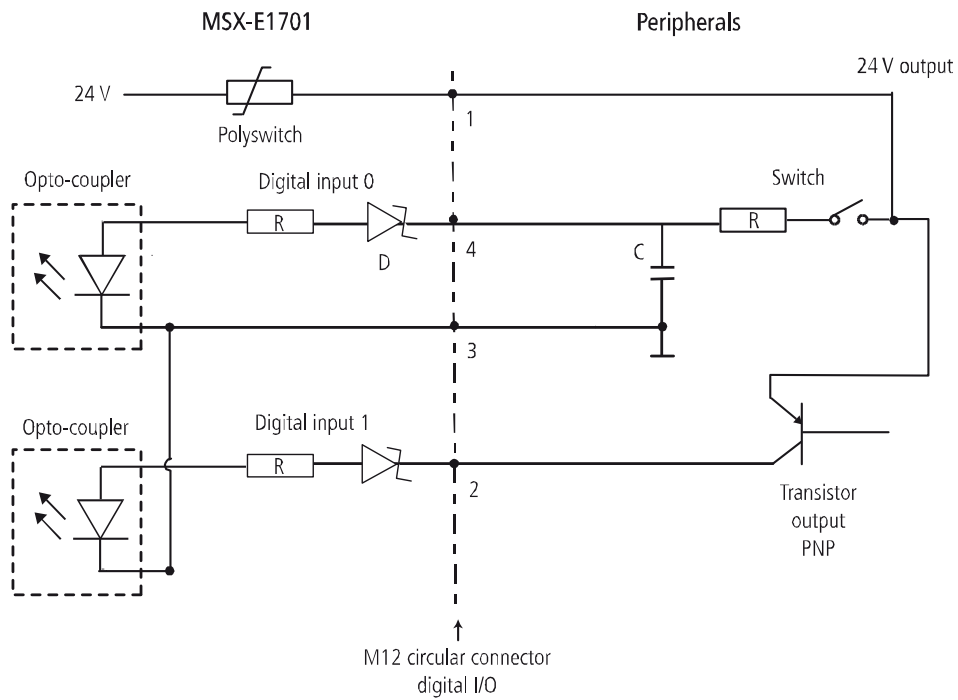 MSX-E1701
Peripherals
24 V output
24 V
Polyswitch
1
Opto-coupler
Digital input 0
Switch
R
D
4
C
R
3
Opto-coupler
Digital input 1
R
2
Transistor
output
PNP
M12 circular connector
digital I/O